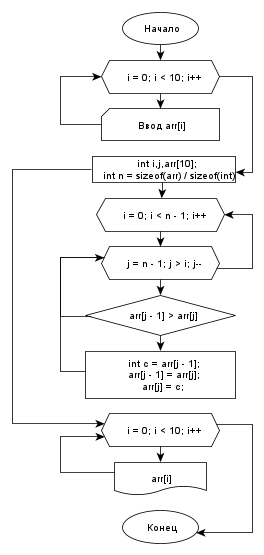 Начало
i = 0; i < 10; i++
Ввод arr[i]
int i,j,arr[10];
int n = sizeof(arr) / sizeof(int)
i = 0; i < n - 1; i++
j = n - 1; j > i; j--
arr[j - 1] > arr[j]
int c = arr[j - 1];
arr[j - 1] = arr[j];
arr[j] = c;
i = 0; i < 10; i++
arr[i]
Конец